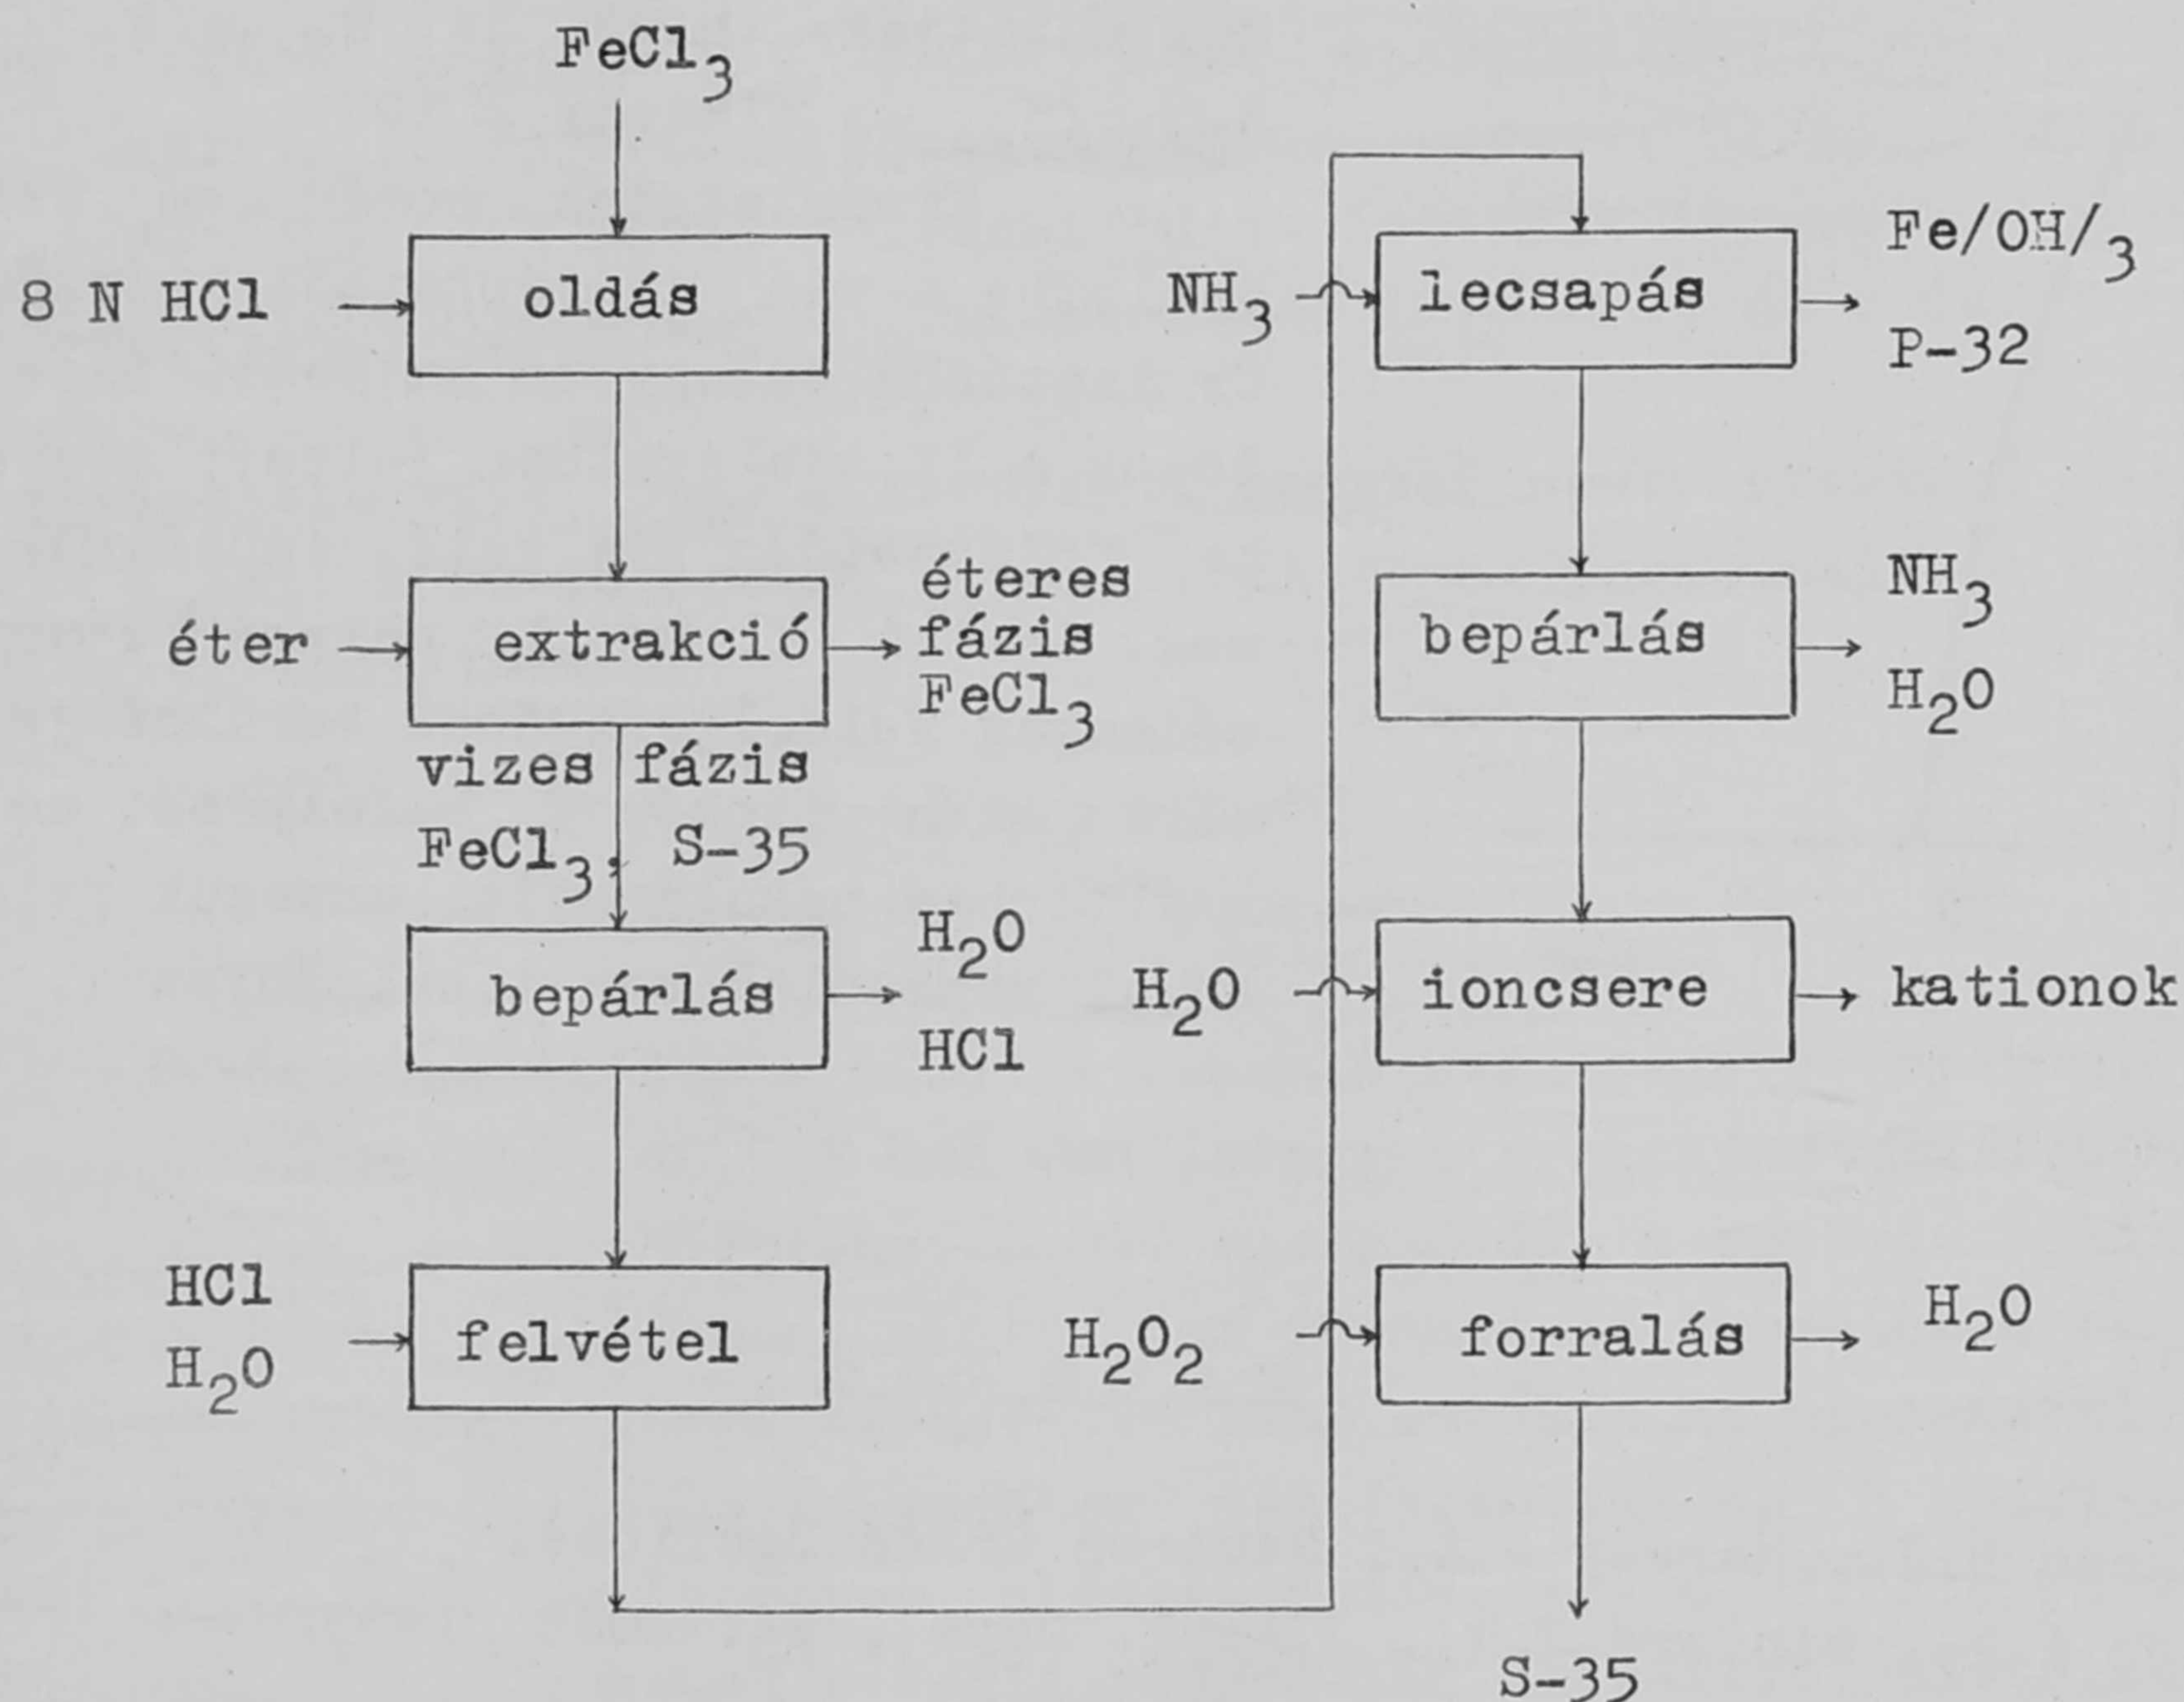 FeCl3
8 N HCl
oldás
éter
extrakció
éteres
fázis
FeCl3
vizes fázis
FeCl3; S-35
bepárlás
H2O
HCl
HCl
H2O
felvétel
NH3
lecsapás
Fe/OH/3
P-32
bepárlás
NH3
H2O
H2O
ioncsere
kationok
H2O2
forralás
H2O
S-35